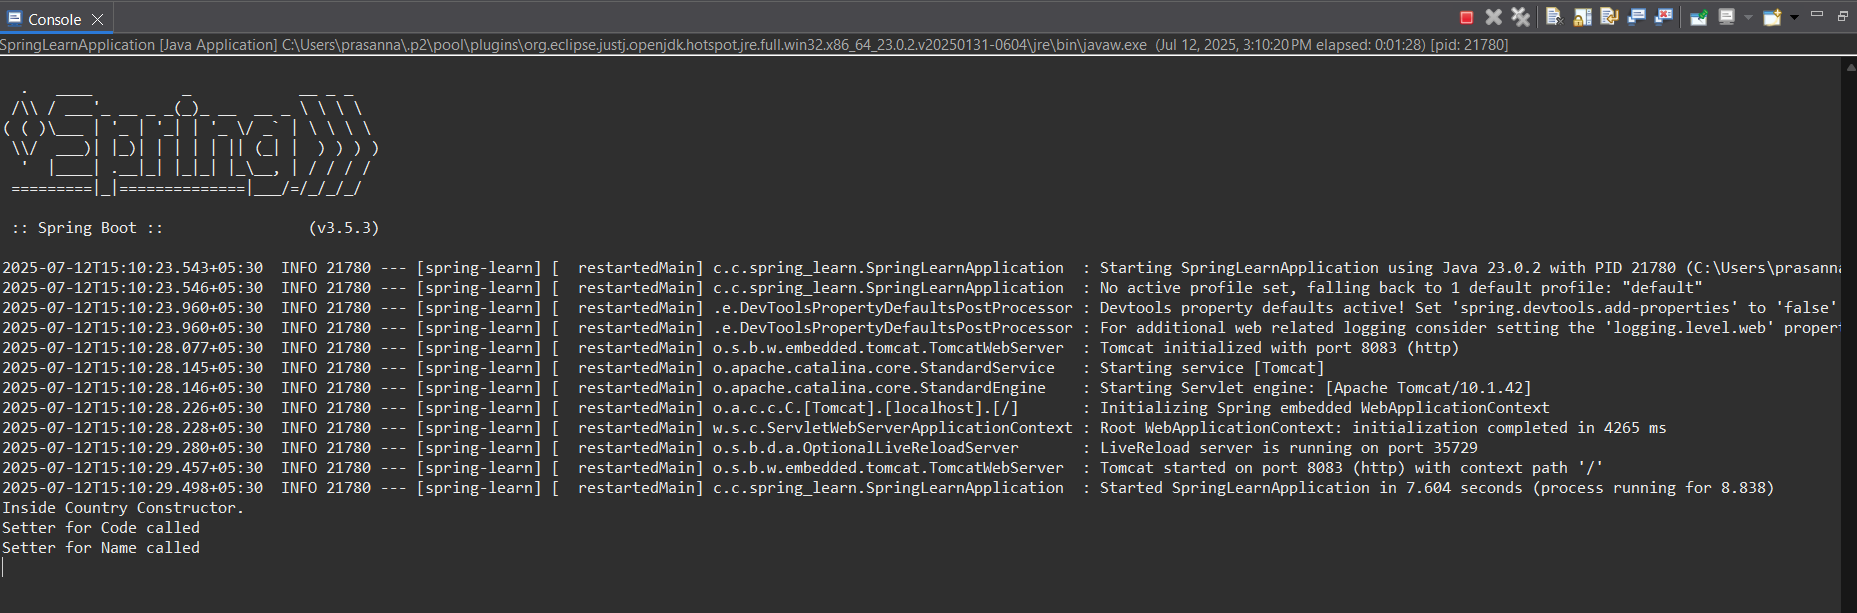 Console
SpringLearnApplication [Java Application] C:\Users\prasanna\.p2\pool\plugins\org.eclipse.justj.openjdk.hotspot.jre.full.win32.x86_64_23.0.2.v20250131-0604\jre\bin\javaw.exe (Jul 12, 2025, 3:10:20 PM elapsed: 0:01:28) [pid: 21780]
  .   ____          _            __ _ _
 /\\ / ___'_ __ _ _(_)_ __  __ _ \ \ \ \
( ( )\___ | '_ | '_| | '_ \/ _` | \ \ \ \
 \\/  ___)| |_)| | | | | || (_| |  ) ) ) )
  '  |____| .__|_| |_|_| |_\__, | / / / /
 =========|_|==============|___/=/_/_/_/
 :: Spring Boot ::                (v3.5.3)
2025-07-12T15:10:23.543+05:30  INFO 21780 --- [spring-learn] [  restartedMain] c.c.spring_learn.SpringLearnApplication  : Starting SpringLearnApplication using Java 23.0.2 with PID 21780 (C:\Users\prasanna
2025-07-12T15:10:23.546+05:30  INFO 21780 --- [spring-learn] [  restartedMain] c.c.spring_learn.SpringLearnApplication  : No active profile set, falling back to 1 default profile: "default"
2025-07-12T15:10:23.960+05:30  INFO 21780 --- [spring-learn] [  restartedMain] .e.DevToolsPropertyDefaultsPostProcessor : Devtools property defaults active! Set 'spring.devtools.add-properties' to 'false'
2025-07-12T15:10:23.960+05:30  INFO 21780 --- [spring-learn] [  restartedMain] .e.DevToolsPropertyDefaultsPostProcessor : For additional web related logging consider setting the 'logging.level.web' proper
2025-07-12T15:10:28.077+05:30  INFO 21780 --- [spring-learn] [  restartedMain] o.s.b.w.embedded.tomcat.TomcatWebServer  : Tomcat initialized with port 8083 (http)
2025-07-12T15:10:28.145+05:30  INFO 21780 --- [spring-learn] [  restartedMain] o.apache.catalina.core.StandardService   : Starting service [Tomcat]
2025-07-12T15:10:28.146+05:30  INFO 21780 --- [spring-learn] [  restartedMain] o.apache.catalina.core.StandardEngine    : Starting Servlet engine: [Apache Tomcat/10.1.42]
2025-07-12T15:10:28.226+05:30  INFO 21780 --- [spring-learn] [  restartedMain] o.a.c.c.C.[Tomcat].[localhost].[/]       : Initializing Spring embedded WebApplicationContext
2025-07-12T15:10:28.228+05:30  INFO 21780 --- [spring-learn] [  restartedMain] w.s.c.ServletWebServerApplicationContext : Root WebApplicationContext: initialization completed in 4265 ms
2025-07-12T15:10:29.280+05:30  INFO 21780 --- [spring-learn] [  restartedMain] o.s.b.d.a.OptionalLiveReloadServer       : LiveReload server is running on port 35729
2025-07-12T15:10:29.457+05:30  INFO 21780 --- [spring-learn] [  restartedMain] o.s.b.w.embedded.tomcat.TomcatWebServer  : Tomcat started on port 8083 (http) with context path '/'
2025-07-12T15:10:29.498+05:30  INFO 21780 --- [spring-learn] [  restartedMain] c.c.spring_learn.SpringLearnApplication  : Started SpringLearnApplication in 7.604 seconds (process running for 8.838)
Inside Country Constructor.
Setter for Code called
Setter for Name called